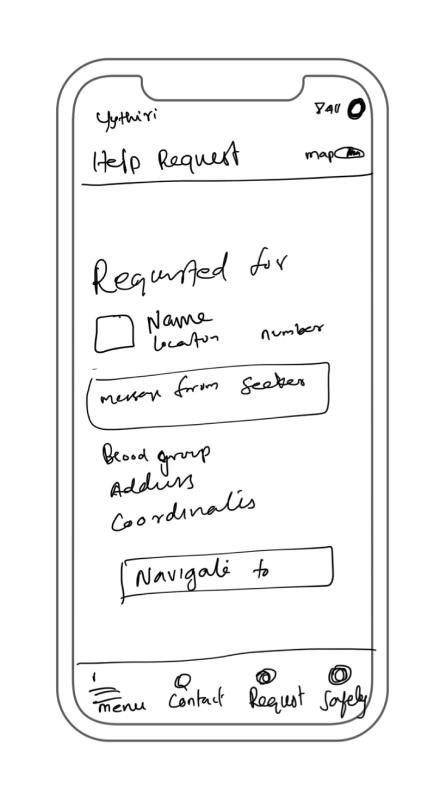 Yythiri
Help Request
map
Requested for
Name
Location number
message from Seeker
Blood group
Address
Coordinates
Navigate to
menu Contact Request Safely